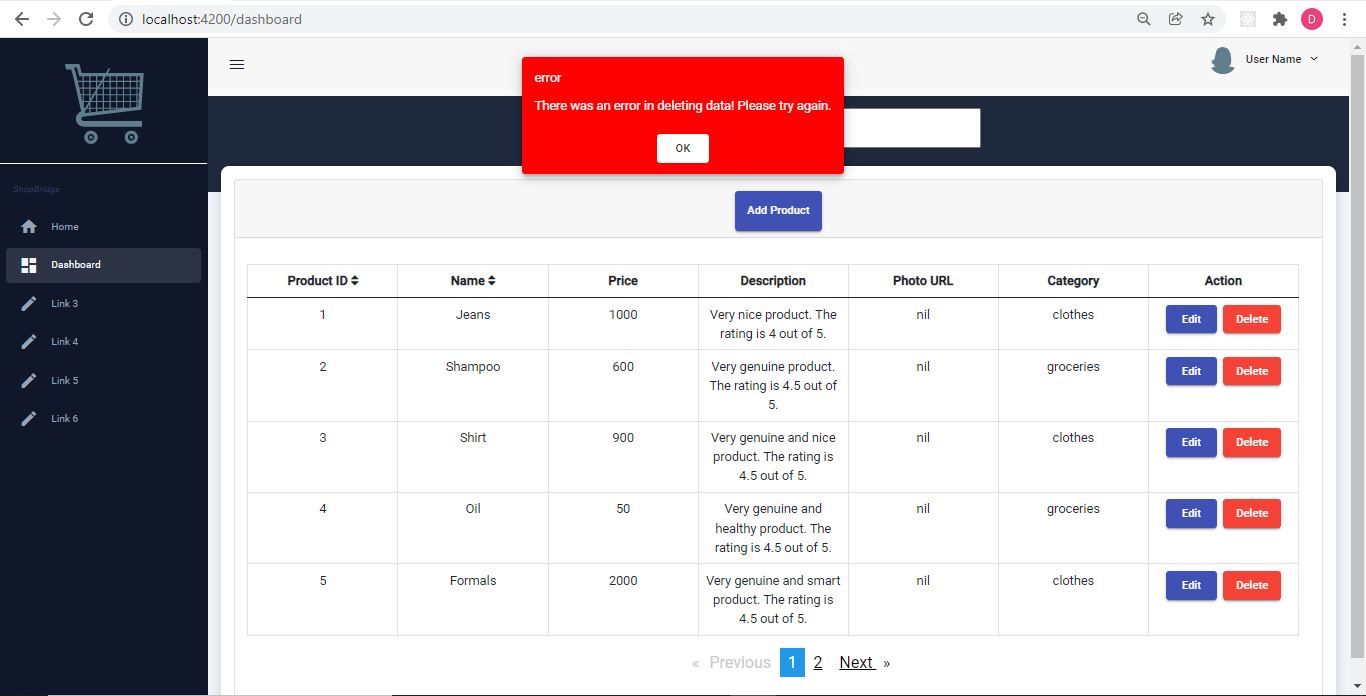 localhost:4200/dashboard
D
User Name
error
There was an error in deleting data! Please try again.
OK
ShopBridge
Home
Dashboard
Link 3
Link 4
Link 5
Link 6
Add Product
Product ID Name Price Description Photo URL Category Action
1 Jeans 1000 Very nice product. The nil clothes Edit Delete
rating is 4 out of 5.
2 Shampoo 600 Very genuine product. nil groceries Edit Delete
The rating is 4.5 out of
5.
3 Shirt 900 Very genuine and nice nil clothes Edit Delete
product. The rating is
4.5 out of 5.
4 Oil 50 Very genuine and nil groceries Edit Delete
healthy product. The
rating is 4.5 out of 5.
5 Formals 2000 Very genuine and smart nil clothes Edit Delete
product. The rating is
4.5 out of 5.
« Previous 1 2 Next »